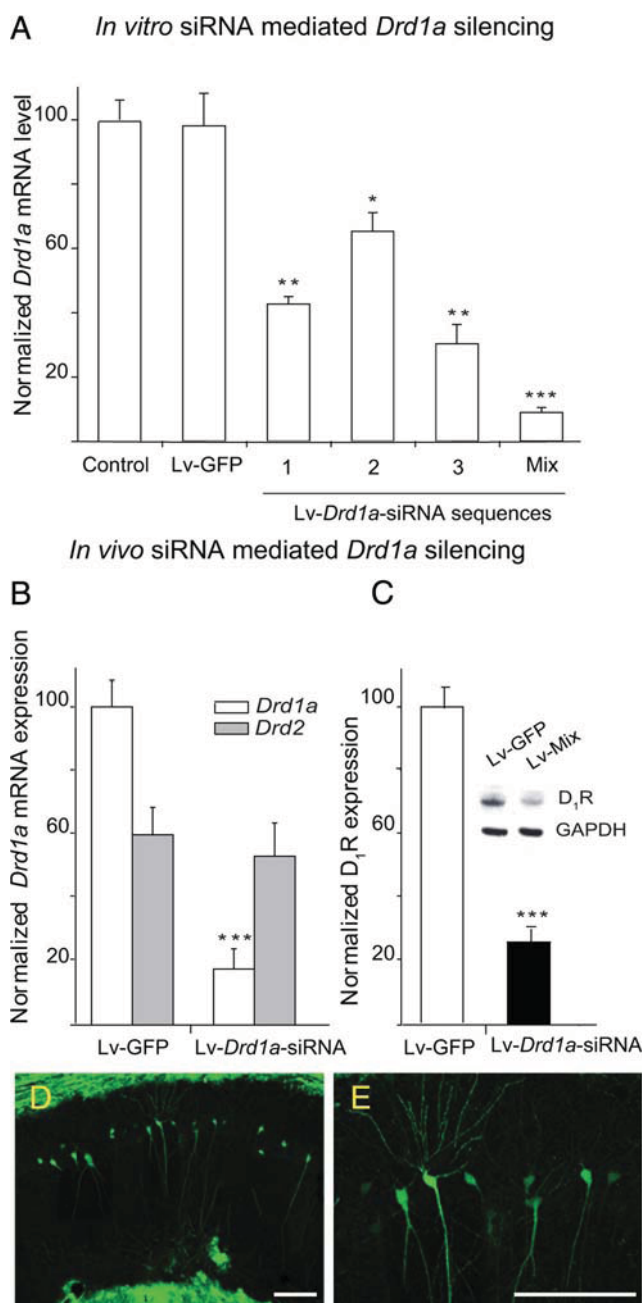 A
In vitro siRNA mediated Drd1a silencing
Normalized Drd1a mRNA level
100
60
20
**
*
**
***
Control Lv-GFP 1 2 3 Mix
Lv-Drd1a-siRNA sequences
In vivo siRNA mediated Drd1a silencing
B
Normalized Drd1a mRNA expression
100
60
20
Drd1a
Drd2
***
Lv-GFP Lv-Drd1a-siRNA
C
Normalized D₁R expression
100
60
20
Lv-GFP
Lv-Mix
D₁R
GAPDH
***
Lv-GFP Lv-Drd1a-siRNA
D
E